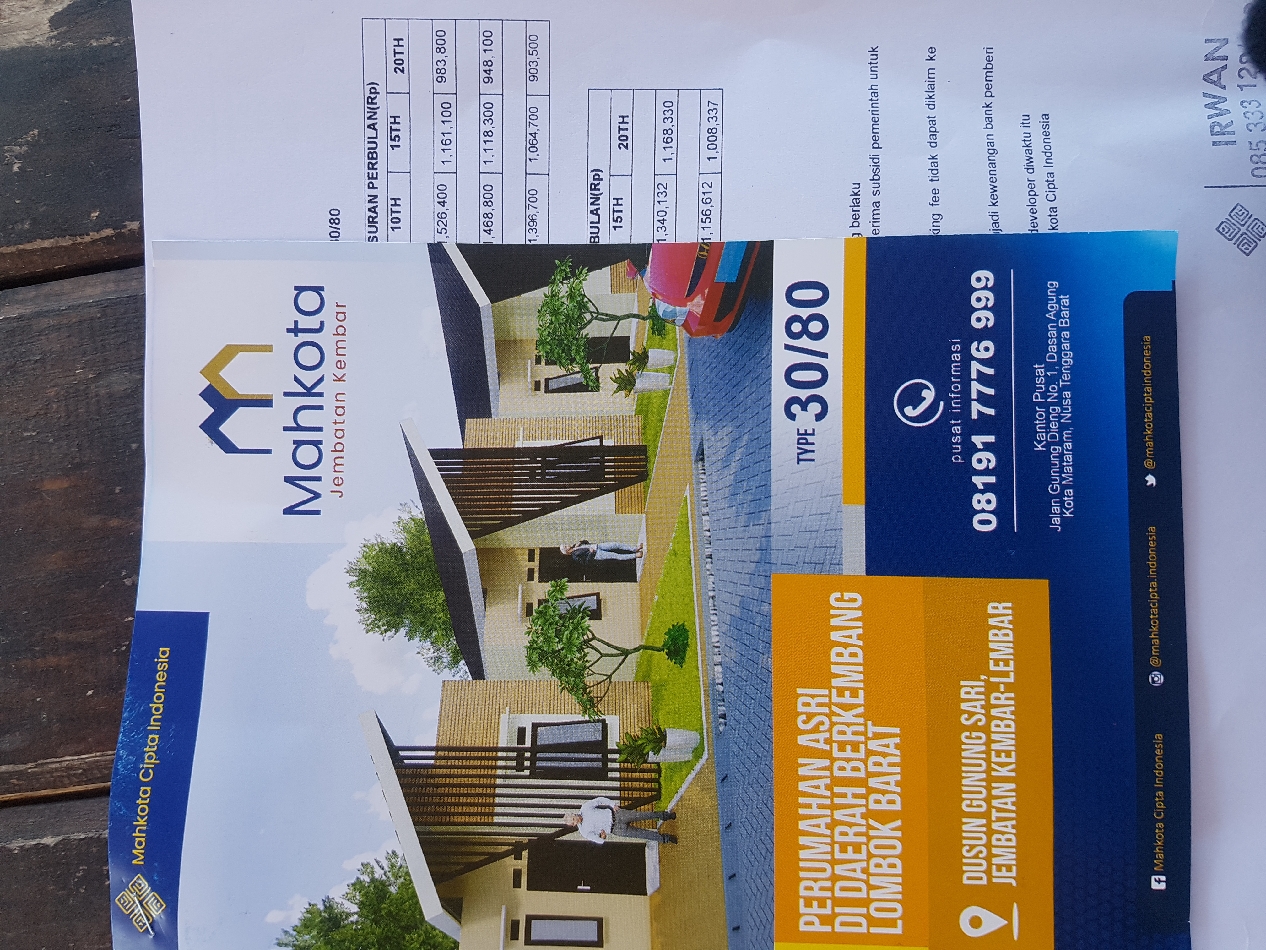 Mahkota Cipta Indonesia
Mahkota
Jembatan Kembar
PERUMAHAN ASRI
DI DAERAH BERKEMBANG
LOMBOK BARAT
DUSUN GUNUNG SARI,
JEMBATAN KEMBAR-LEMBAR
TYPE 30/80
pusat informasi
08191 7776 999
Kantor Pusat
Jalan Gunung Dieng No. 1, Dasan Agung
Kota Mataram, Nusa Tenggara Barat
Mahkota Cipta Indonesia @mahkotacipta.indonesia @mahkotaciptaindonesia
30/80
SURAN PERBULAN(Rp)
10TH 15TH 20TH
1,526,400 1,161,100 983,800
1,468,800 1,118,300 948,100
1,396,700 1,064,700 903,500
BULAN(Rp)
15TH 20TH
1,340,132 1,168,330
1,156,612 1,008,337
g berlaku
erima subsidi pemerintah untuk
king fee tidak dapat diklaim ke
jadi kewenangan bank pemberi
developer diwaktu itu
kota Cipta Indonesia
IRWAN
085 333